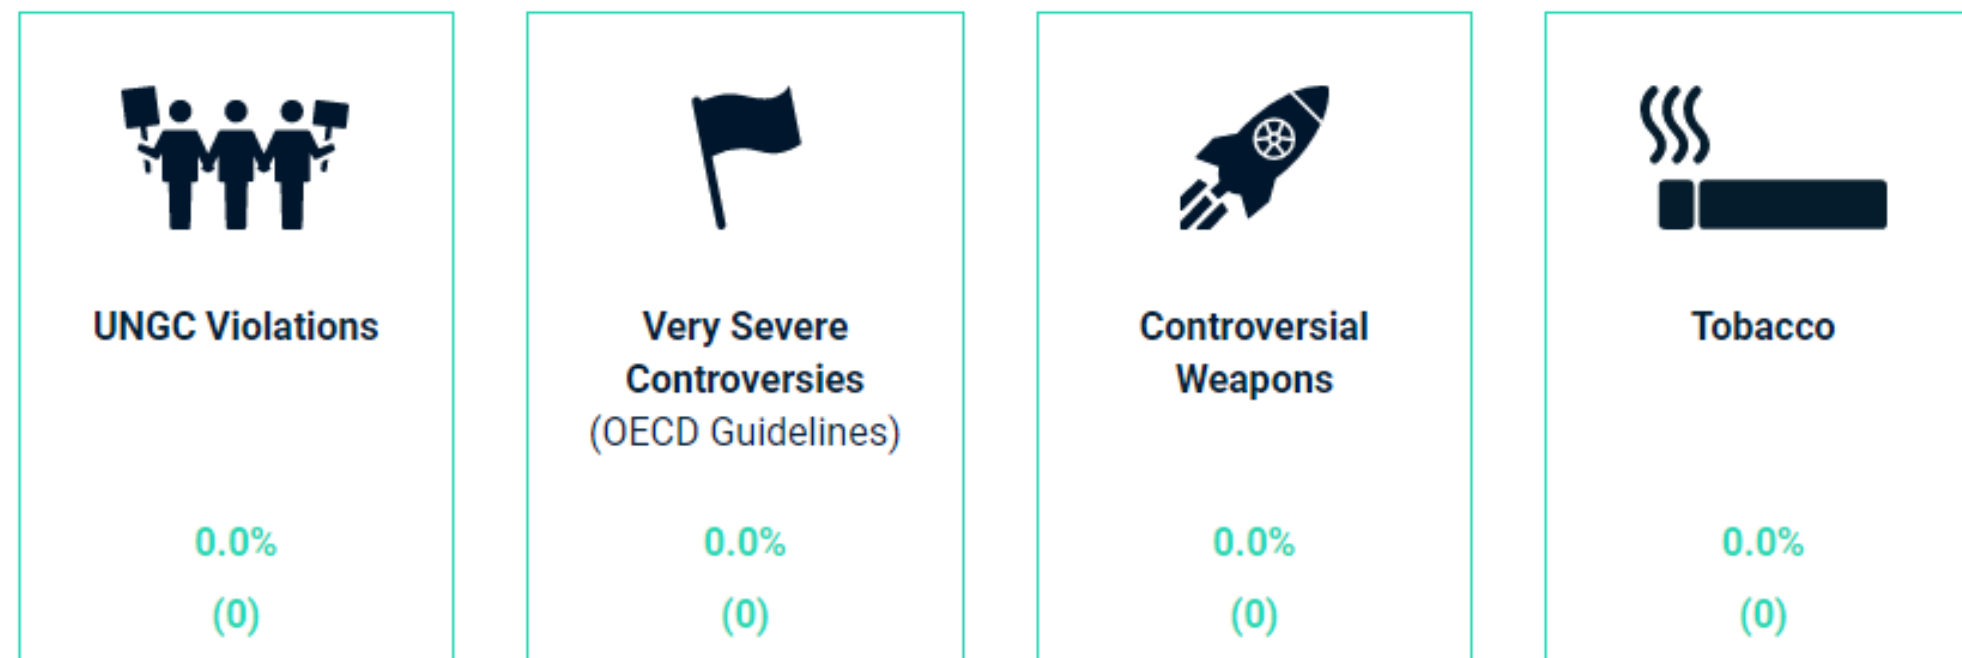 UNGC Violations
0.0%
(0)
Very Severe
Controversies
(OECD Guidelines)
0.0%
(0)
Controversial
Weapons
0.0%
(0)
Tobacco
0.0%
(0)